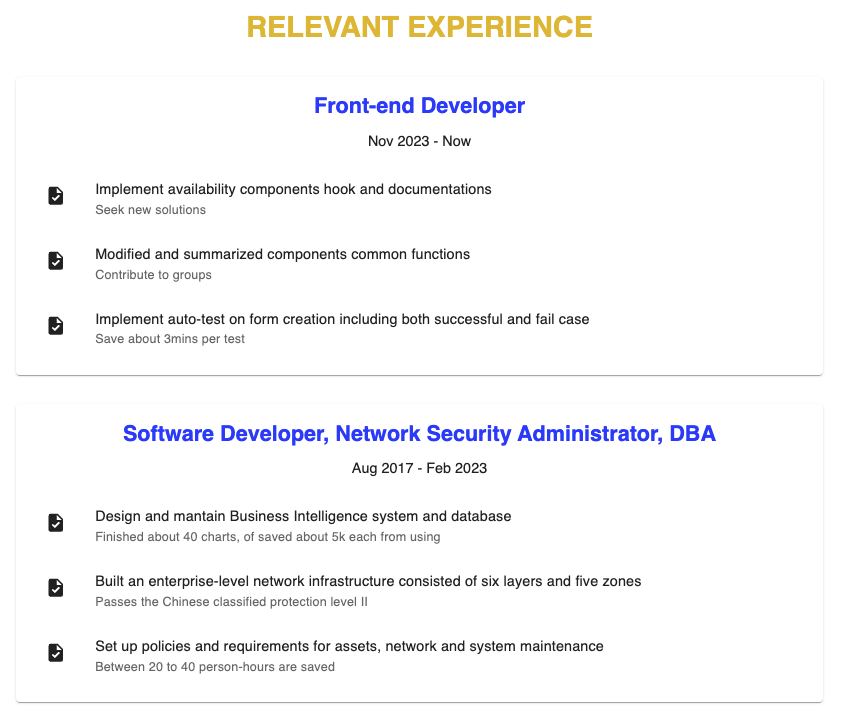 RELEVANT EXPERIENCE
Front-end Developer
Nov 2023 - Now
Implement availability components hook and documentations
Seek new solutions
Modified and summarized components common functions
Contribute to groups
Implement auto-test on form creation including both successful and fail case
Save about 3mins per test
Software Developer, Network Security Administrator, DBA
Aug 2017 - Feb 2023
Design and mantain Business Intelligence system and database
Finished about 40 charts, of saved about 5k each from using
Built an enterprise-level network infrastructure consisted of six layers and five zones
Passes the Chinese classified protection level II
Set up policies and requirements for assets, network and system maintenance
Between 20 to 40 person-hours are saved